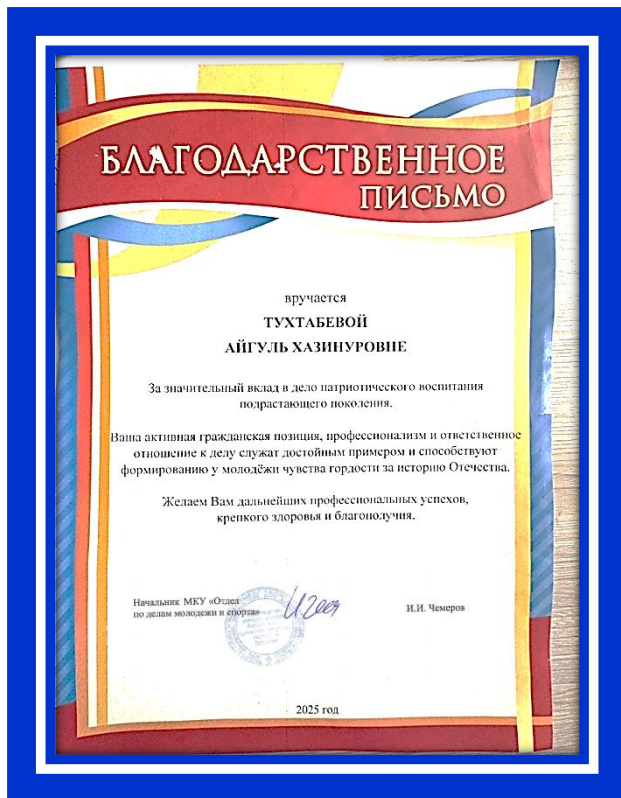 БЛАГОДАРСТВЕННОЕ
ПИСЬМО
вручается
ТУХТАБЕВОЙ
АЙГУЛЬ ХАЗИНУРОВНЕ
За значительный вклад в дело патриотического воспитания
подрастающего поколения.
Ваша активная гражданская позиция, профессионализм и ответственное
отношение к делу служат достойным примером и способствуют
формированию у молодёжи чувства гордости за историю Отечества.
Желаем Вам дальнейших профессиональных успехов,
крепкого здоровья и благополучия.
Начальник МКУ «Отдел
по делам молодежи и спорта»
И.И. Чемеров
2025 год